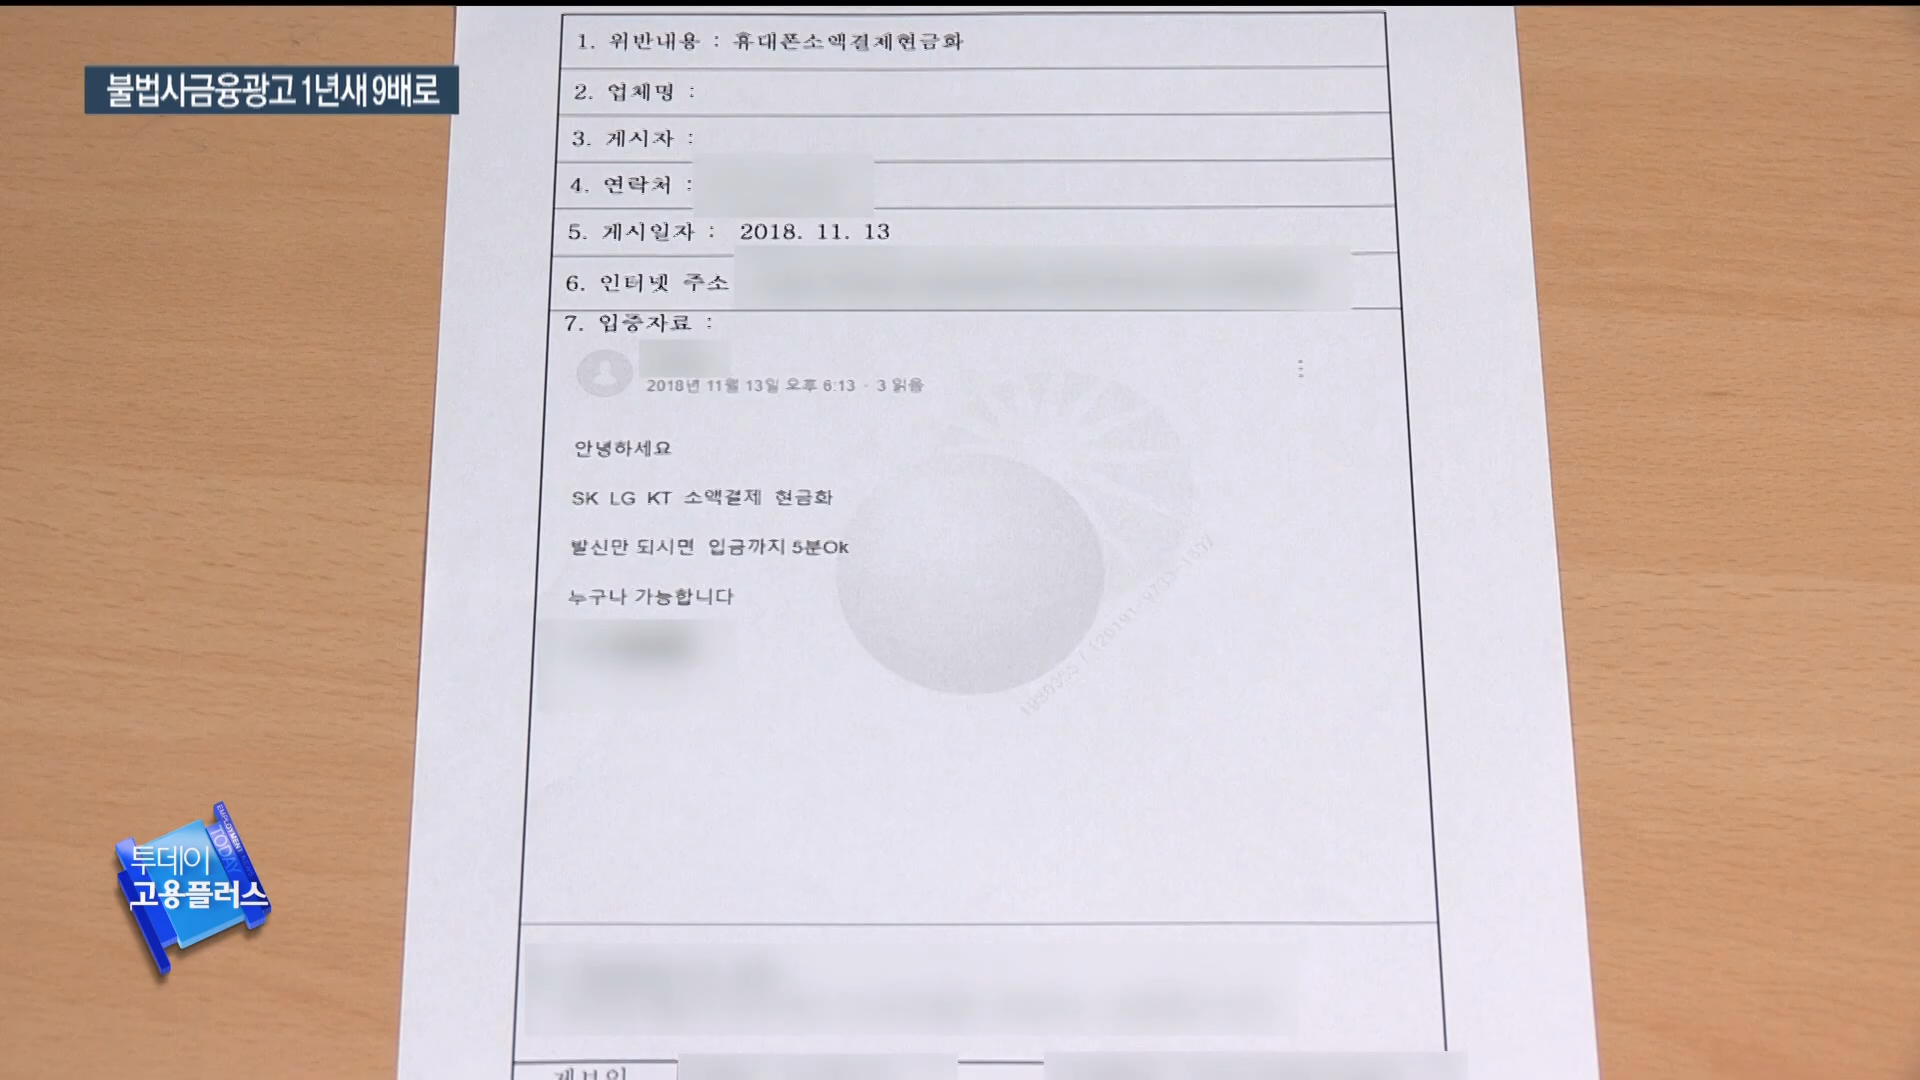 불법사금융광고 1년새 9배로
1. 위반내용 : 휴대폰소액결제현금화
2. 업체명 :
3. 게시자 :
4. 연락처 :
5. 게시일자 : 2018. 11. 13
6. 인터넷 주소
7. 입증자료 :
2018년 11월 13일 오후 6:13 · 3 읽음
안녕하세요
SK LG KT 소액결제 현금화
발신만 되시면 입금까지 5분Ok
누구나 가능합니다
EMPLOYMENT
TODAY
투데이
고용플러스